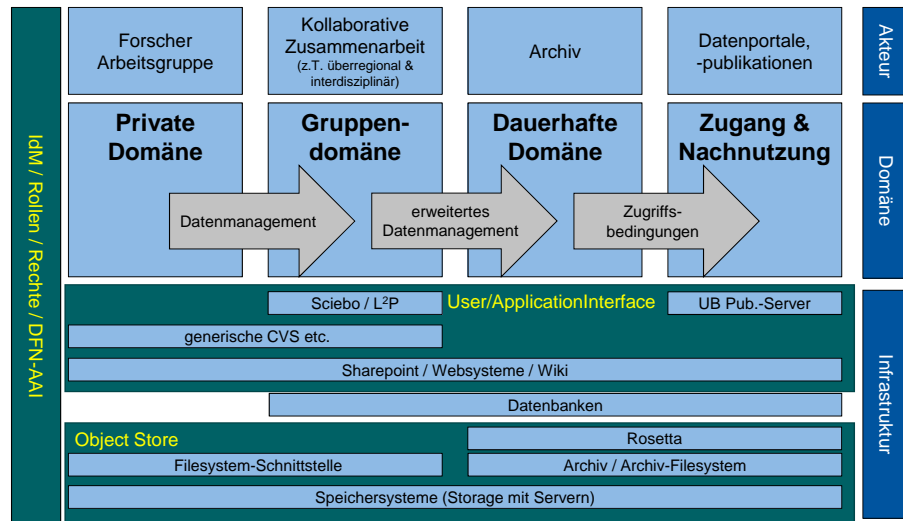 Forscher
Arbeitsgruppe
Kollaborative
Zusammenarbeit
(z.T. überregional &
interdisziplinär)
Archiv
Datenportale,
-publikationen
Akteur
Private
Domäne
Gruppen-
domäne
Dauerhafte
Domäne
Zugang &
Nachnutzung
Domäne
Datenmanagement
erweitertes
Datenmanagement
Zugriffs-
bedingungen
IdM / Rollen / Rechte / DFN-AAI
Sciebo / L²P
User/ApplicationInterface
UB Pub.-Server
generische CVS etc.
Sharepoint / Websysteme / Wiki
Datenbanken
Infrastruktur
Object Store
Rosetta
Filesystem-Schnittstelle
Archiv / Archiv-Filesystem
Speichersysteme (Storage mit Servern)